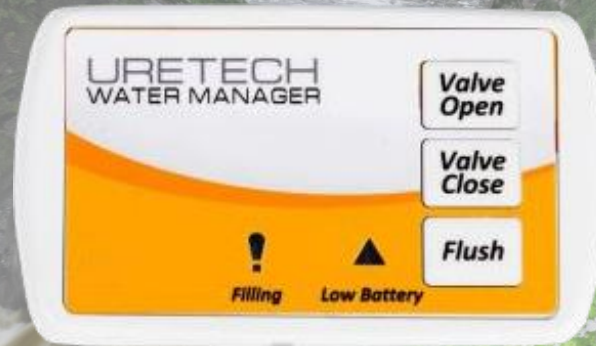 URETECH
WATER MANAGER
Valve
Open
Valve
Close
Flush
Filling
Low Battery